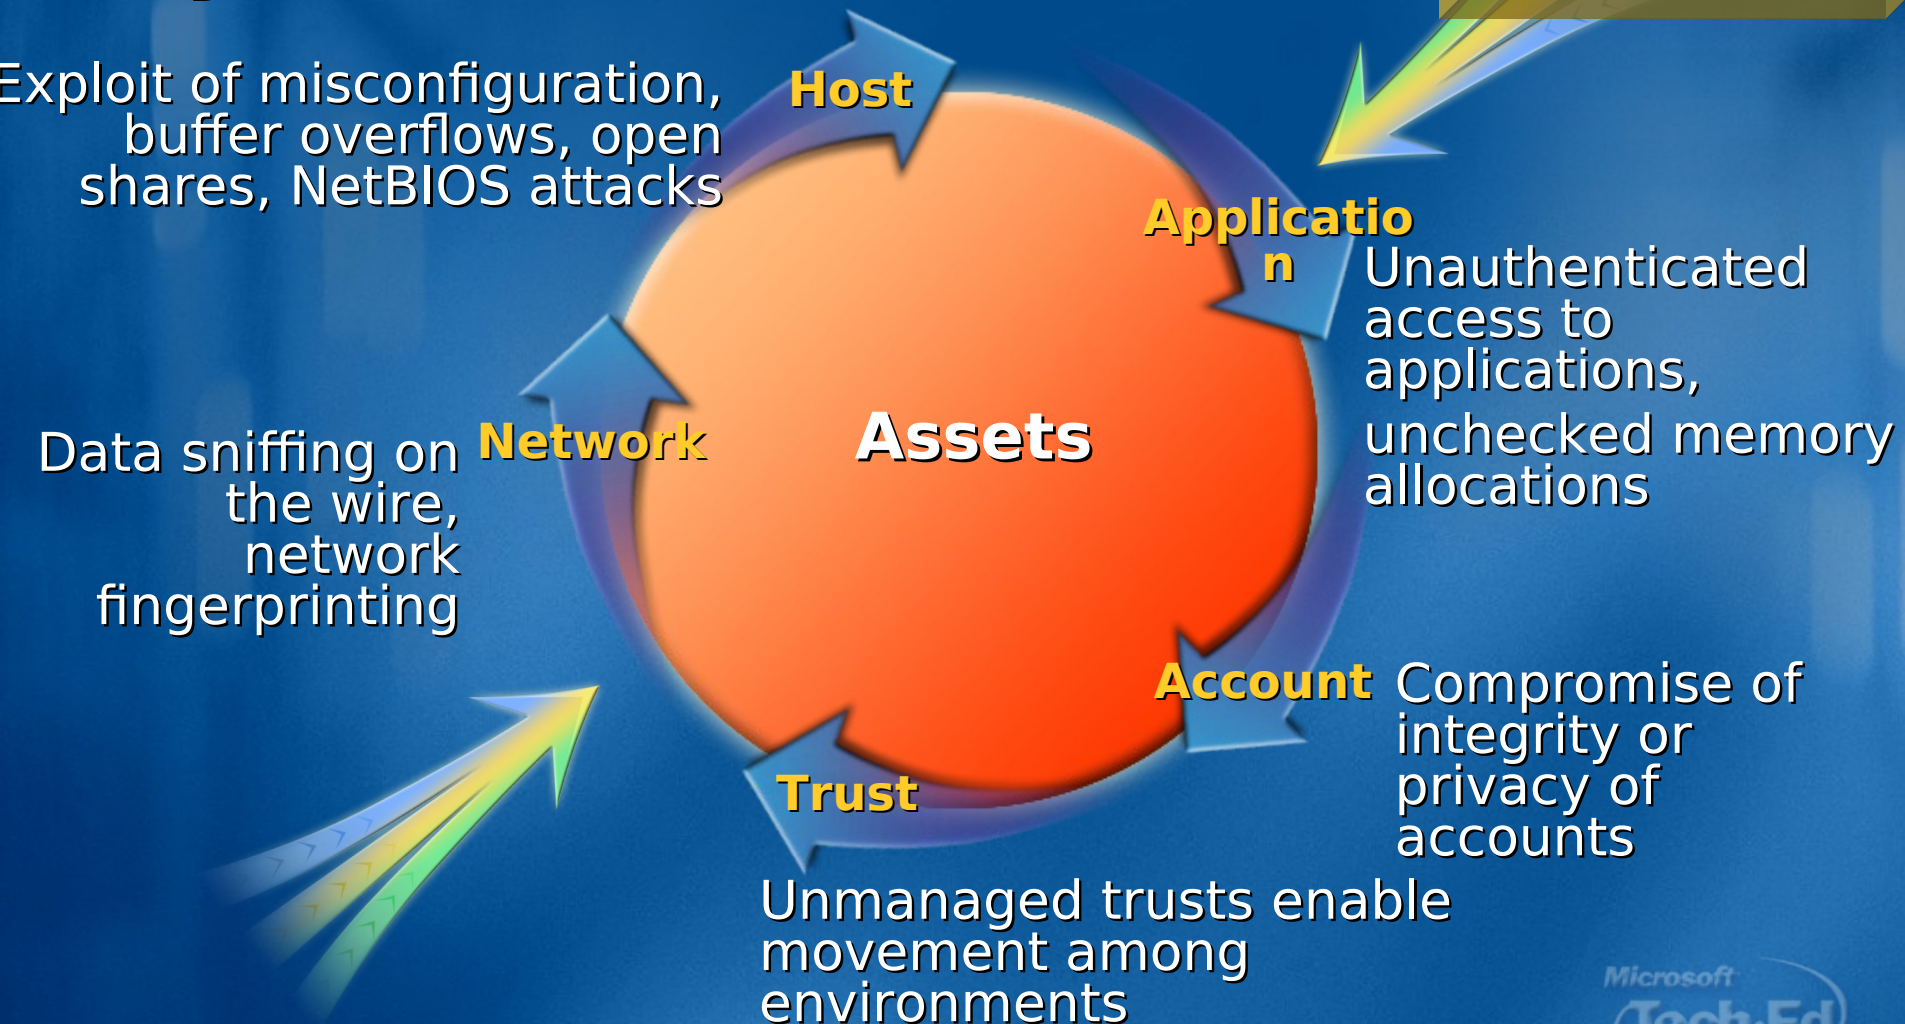 Host
Exploit of misconfiguration,
buffer overflows, open
shares, NetBIOS attacks
Applicatio
n
Unauthenticated
access to
applications,
unchecked memory
allocations
Assets
Network
Data sniffing on
the wire,
network
fingerprinting
Account
Compromise of
integrity or
privacy of
accounts
Trust
Unmanaged trusts enable
movement among
environments
Microsoft
Tech·Ed